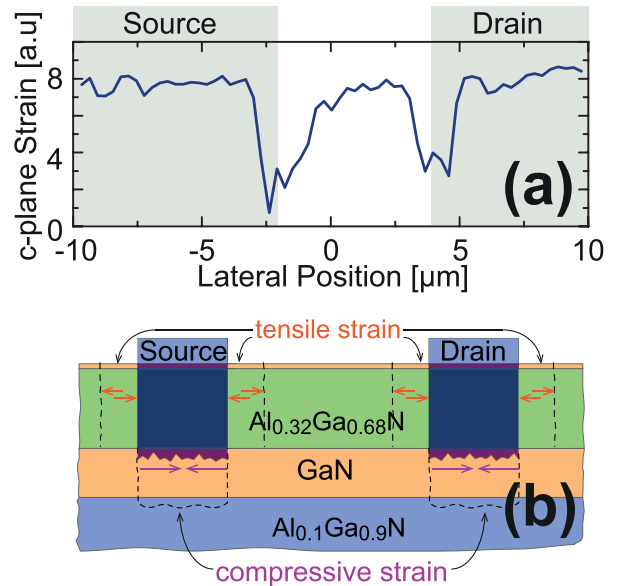 Source Drain
c-plane Strain [a.u]
8
4
0
(a)
-10 -5 0 5 10
Lateral Position [µm]
tensile strain
Source Drain
Al0.32Ga0.68N
GaN
(b)
Al0.1Ga0.9N
compressive strain